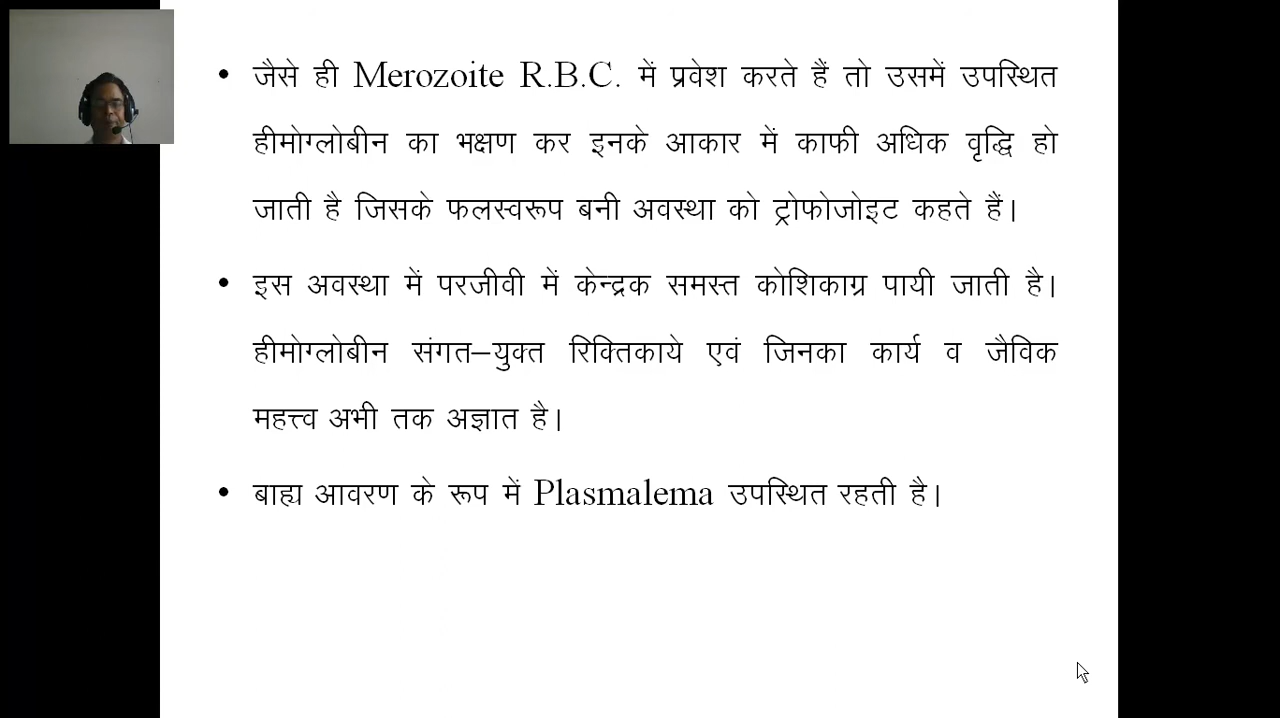 • जैसे ही Merozoite R.B.C. में प्रवेश करते हैं तो उसमें उपस्थित
हीमोग्लोबीन का भक्षण कर इनके आकार में काफी अधिक वृद्धि हो
जाती है जिसके फलस्वरूप बनी अवस्था को ट्रोफोजोइट कहते हैं।
• इस अवस्था में परजीवी में केन्द्रक समस्त कोशिकाग्र पायी जाती है।
हीमोग्लोबीन संगत–युक्त रिक्तिकाये एवं जिनका कार्य व जैविक
महत्त्व अभी तक अज्ञात है।
• बाह्य आवरण के रूप में Plasmalema उपस्थित रहती है।